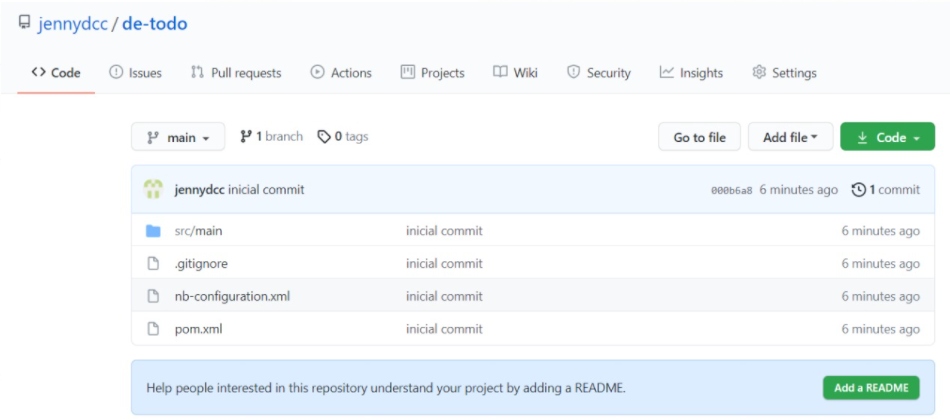 jennydcc / de-todo
Code Issues Pull requests Actions Projects Wiki Security Insights Settings
main 1 branch 0 tags Go to file Add file Code
jennydcc inicial commit 000b6a8 6 minutes ago 1 commit
src/main inicial commit 6 minutes ago
.gitignore inicial commit 6 minutes ago
nb-configuration.xml inicial commit 6 minutes ago
pom.xml inicial commit 6 minutes ago
Help people interested in this repository understand your project by adding a README. Add a README